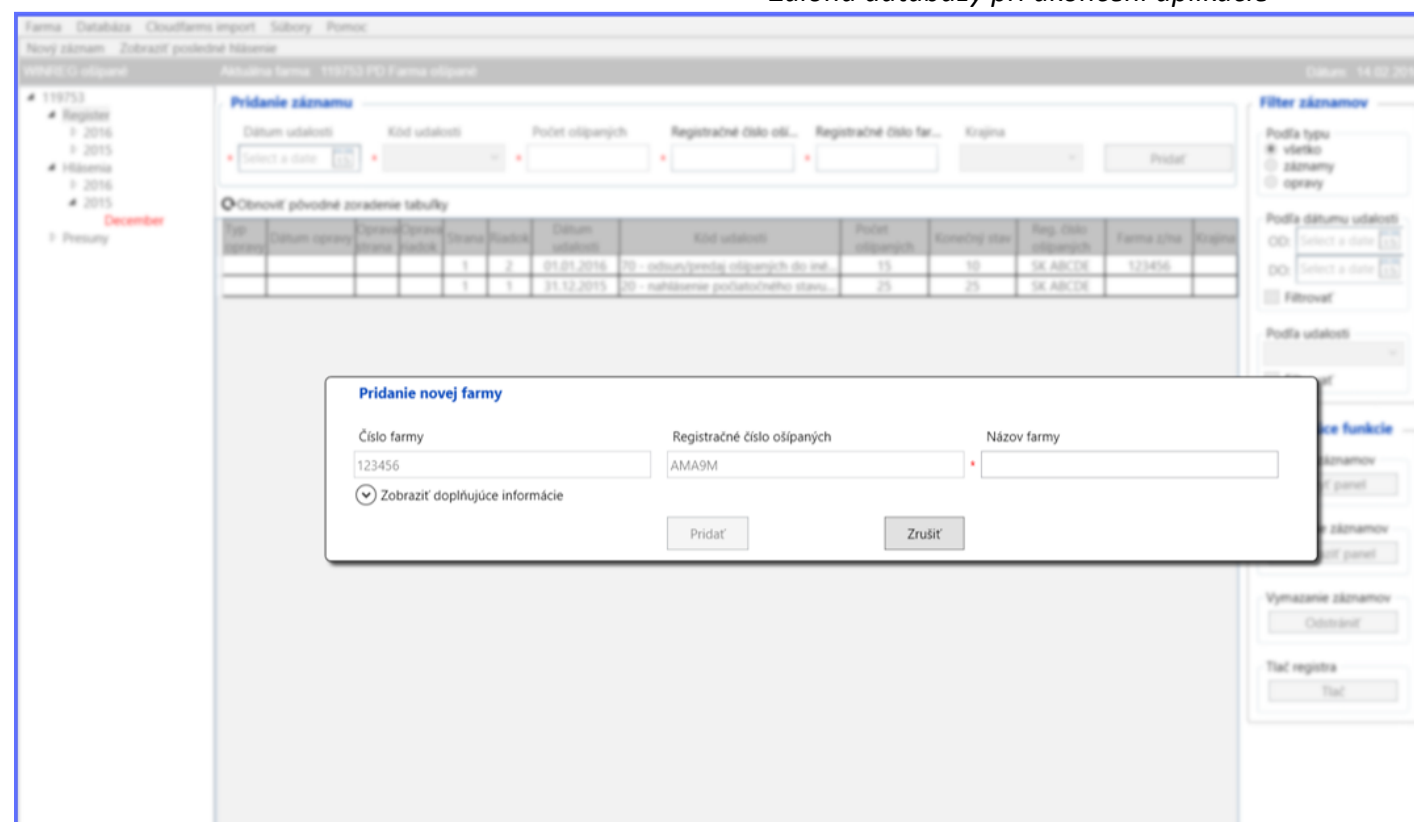 Farma Databáza Cloudfarms import Súbory Pomoc
Nový záznam Zobraziť posledné hlásenie
WINREG ošípané Aktuálna farma: 119753 PD Farma ošípané Dátum: 14.02.201
119753
Register
2016
2015
Hlásenia
2016
2015
December
Presuny
Pridanie záznamu
Dátum udalosti Kód udalosti Počet ošípaných Registračné číslo oší... Registračné číslo far... Krajina
* Select a date * * * * Pridať
Obnoviť pôvodné zoradenie tabuľky
Typ opravy Dátum opravy Oprava strana Oprava riadok Strana Riadok Dátum udalosti Kód udalosti Počet ošípaných Konečný stav Reg. číslo ošípaných Farma z/na Krajina
1 2 01.01.2016 70 - odsun/predaj ošípaných do iné... 15 10 SK ABCDE 123456
1 1 31.12.2015 20 - nahlásenie počiatočného stavu... 25 25 SK ABCDE
Filter záznamov
Podľa typu
všetko
záznamy
opravy
Podľa dátumu udalosti
OD: Select a date
DO: Select a date
Filtrovať
Podľa udalosti
Pridanie novej farmy
Číslo farmy Registračné číslo ošípaných Názov farmy
123456 AMA9M *
Zobraziť doplňujúce informácie
Pridať Zrušiť
funkcie
záznamov
panel
záznamov
panel
Vymazanie záznamov
Odstrániť
Tlač registra
Tlač